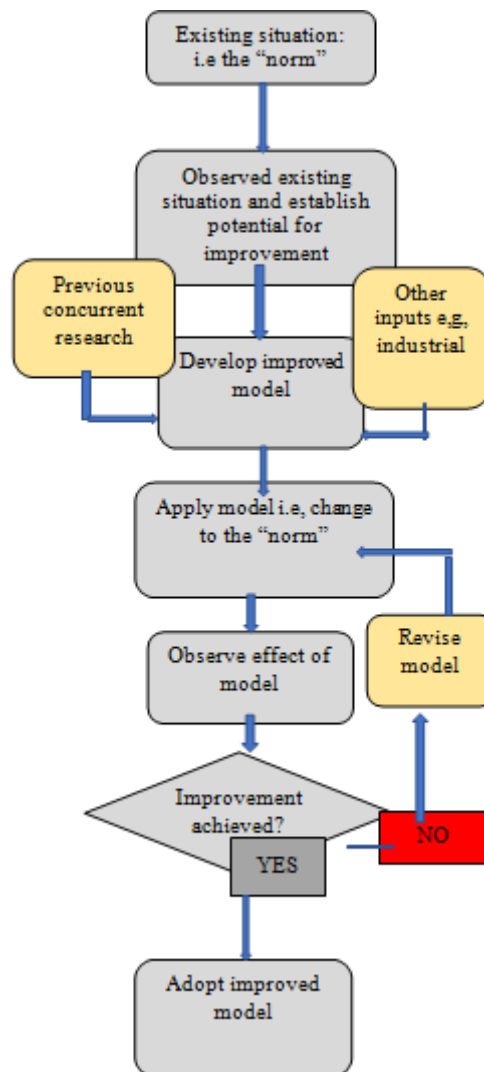 Existing situation:
i.e the “norm”
Observed existing
situation and establish
potential for
improvement
Previous
concurrent
research
Other
inputs e,g,
industrial
Develop improved
model
Apply model i.e, change
to the “norm”
Observe effect of
model
Revise
model
Improvement
achieved?
YES
NO
Adopt improved
model